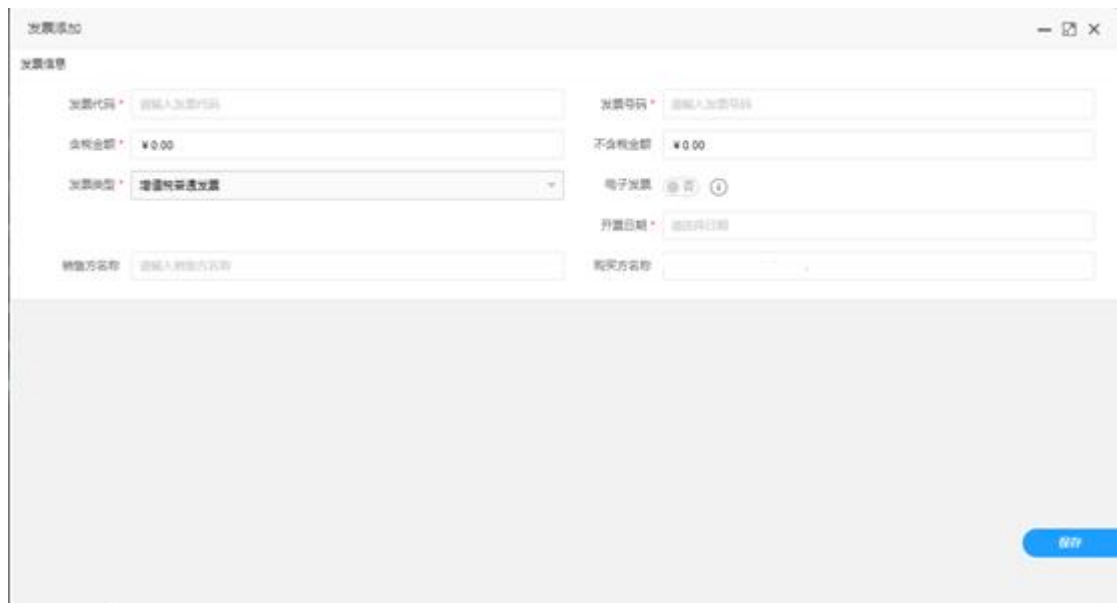 发票添加
发票信息
发票代码 * 请输入发票代码
发票号码 * 请输入发票号码
含税金额 * ¥0.00
不含税金额 ¥0.00
发票类型 * 增值税普通发票
电子发票 否
开票日期 * 请选择日期
销售方名称 请输入销售方名称
购买方名称
保存